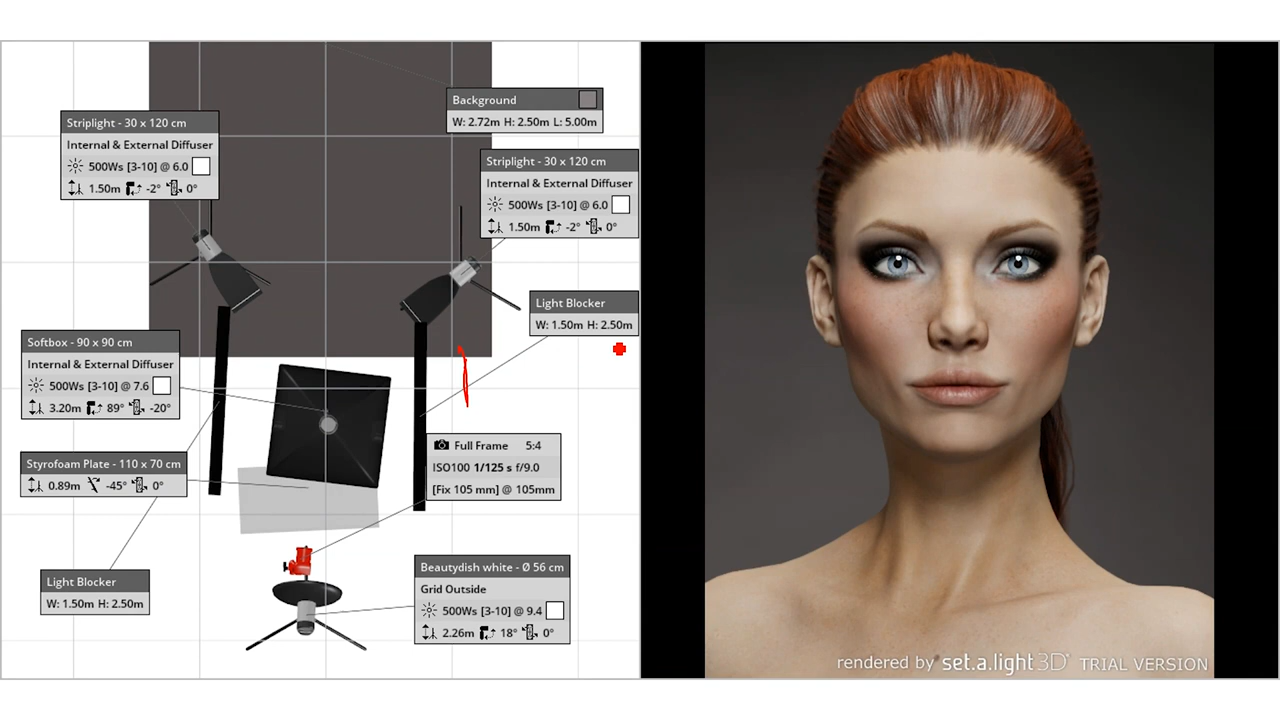 Background
W: 2.72m H: 2.50m L: 5.00m
Striplight - 30 x 120 cm
Internal & External Diffuser
500Ws [3-10] @ 6.0
1.50m -2° 0°
Striplight - 30 x 120 cm
Internal & External Diffuser
500Ws [3-10] @ 6.0
1.50m -2° 0°
Light Blocker
W: 1.50m H: 2.50m
Softbox - 90 x 90 cm
Internal & External Diffuser
500Ws [3-10] @ 7.6
3.20m 89° -20°
Styrofoam Plate - 110 x 70 cm
0.89m -45° 0°
Full Frame 5:4
ISO100 1/125 s f/9.0
[Fix 105 mm] @ 105mm
Light Blocker
W: 1.50m H: 2.50m
Beautydish white - Ø 56 cm
Grid Outside
500Ws [3-10] @ 9.4
2.26m 18° 0°
rendered by set.a.light3D TRIAL VERSION